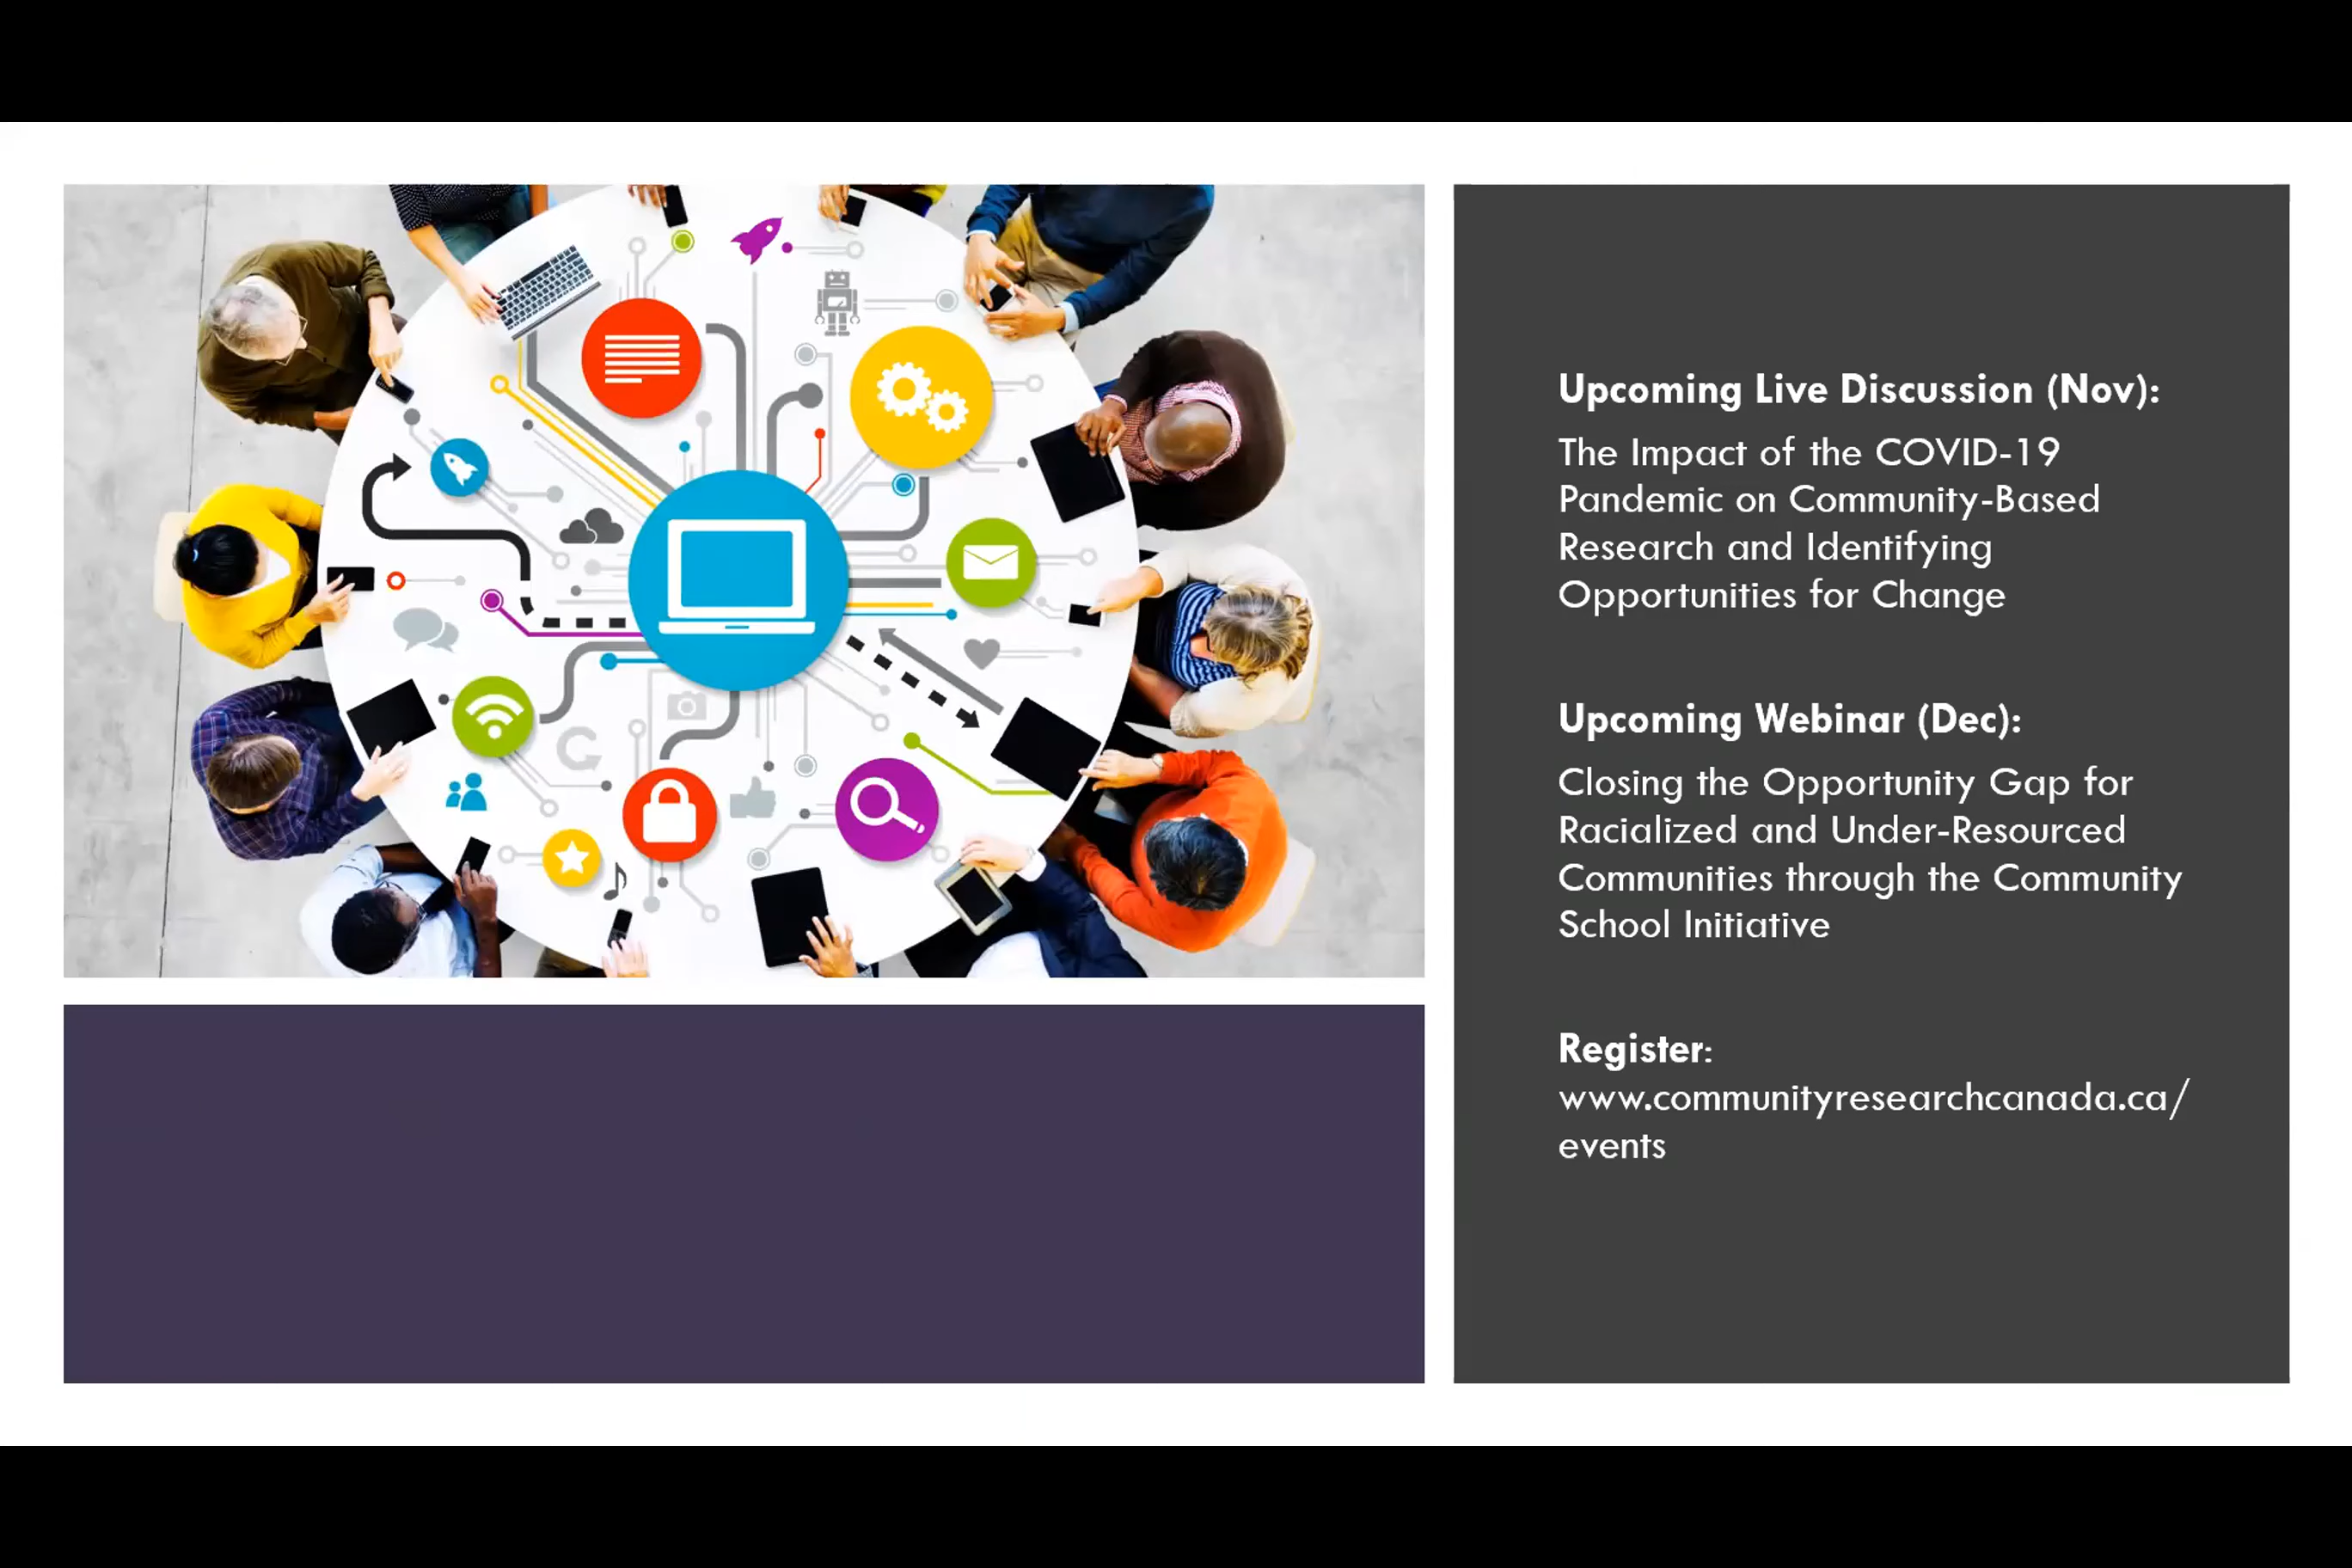 Upcoming Live Discussion (Nov):
The Impact of the COVID-19
Pandemic on Community-Based
Research and Identifying
Opportunities for Change
Upcoming Webinar (Dec):
Closing the Opportunity Gap for
Racialized and Under-Resourced
Communities through the Community
School Initiative
Register:
www.communityresearchcanada.ca/
events